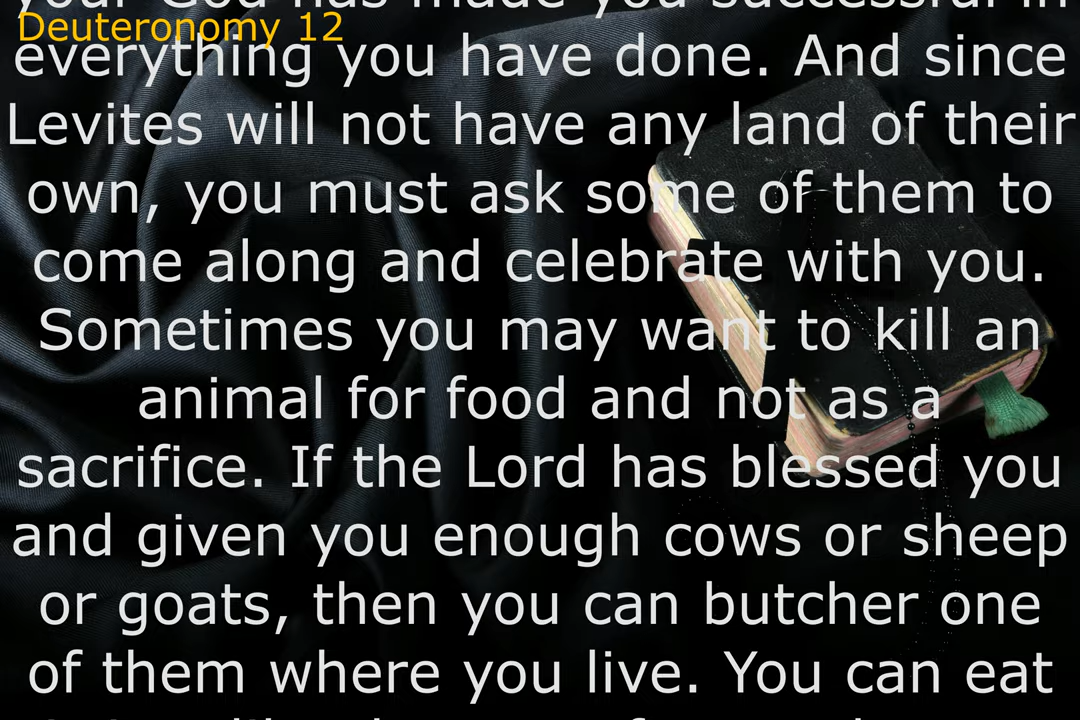 your God has made you successful in
Deuteronomy 12
everything you have done. And since
Levites will not have any land of their
own, you must ask some of them to
come along and celebrate with you.
Sometimes you may want to kill an
animal for food and not as a
sacrifice. If the Lord has blessed you
and given you enough cows or sheep
or goats, then you can butcher one
of them where you live. You can eat